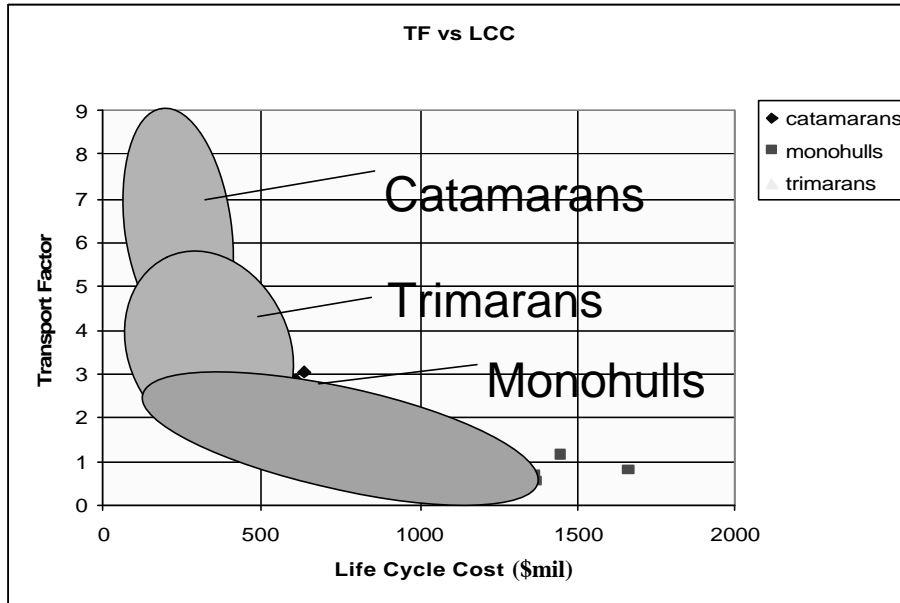 TF vs LCC
9
8
7
6
5
4
3
2
1
0
Transport Factor
Catamarans
Trimarans
Monohulls
catamarans
monohulls
trimarans
0 500 1000 1500 2000
Life Cycle Cost ($mil)